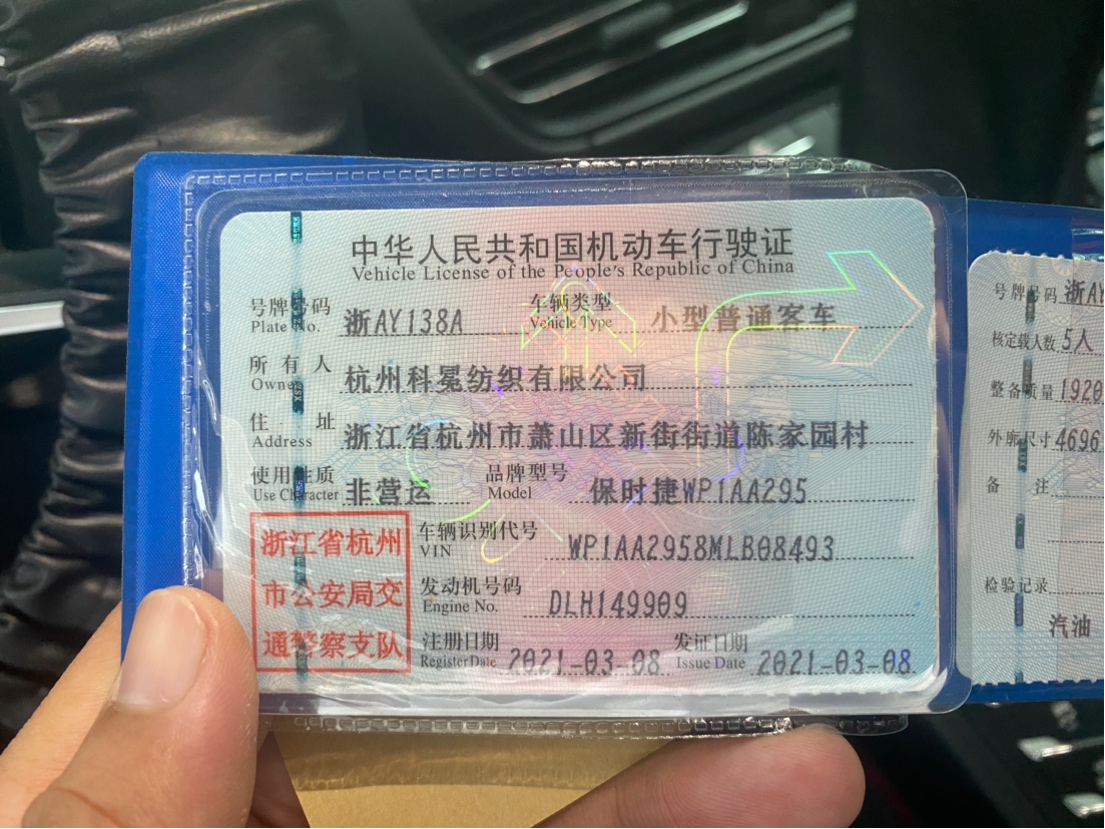 中华人民共和国机动车行驶证
Vehicle License of the People's Republic of China
号牌号码 浙AY138A 车辆类型 小型普通客车
Plate No. Vehicle Type
所有人 杭州科冕纺织有限公司
Owner
住址 浙江省杭州市萧山区新街街道陈家园村
Address
使用性质 非营运 品牌型号 保时捷WP1AA295
Use Character Model
浙江省杭州
市公安局交
通警察支队
车辆识别代号 WP1AA2958MLB08493
VIN
发动机号码 DLH149909
Engine No.
注册日期 2021-03-08 发证日期 2021-03-08
Register Date Issue Date
号牌号码 浙AY
核定载人数 5人
整备质量 1920
外廓尺寸 4696
备注
检验记录
汽油